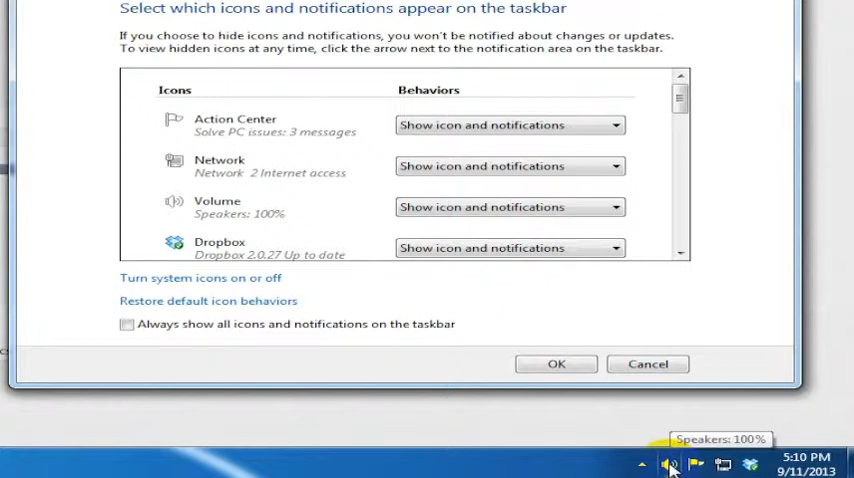 Select which icons and notifications appear on the taskbar
If you choose to hide icons and notifications, you won't be notified about changes or updates.
To view hidden icons at any time, click the arrow next to the notification area on the taskbar.
Icons Behaviors
Action Center
Solve PC issues: 3 messages
Show icon and notifications
Network
Network 2 Internet access
Show icon and notifications
Volume
Speakers: 100%
Show icon and notifications
Dropbox
Dropbox 2.0.27 Up to date
Show icon and notifications
Turn system icons on or off
Restore default icon behaviors
Always show all icons and notifications on the taskbar
OK Cancel
Speakers: 100%
5:10 PM
9/11/2013